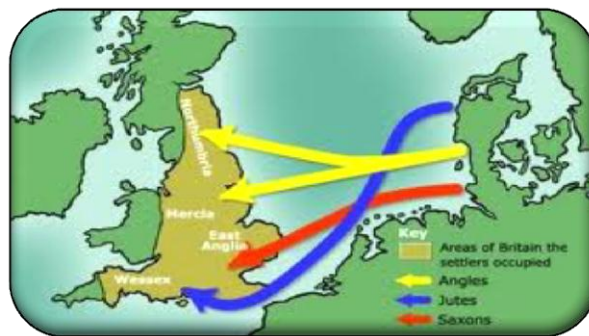 Northumbria
Mercia
East
Anglia
Wessex
Key
Areas of Britain the
settlers occupied
Angles
Jutes
Saxons